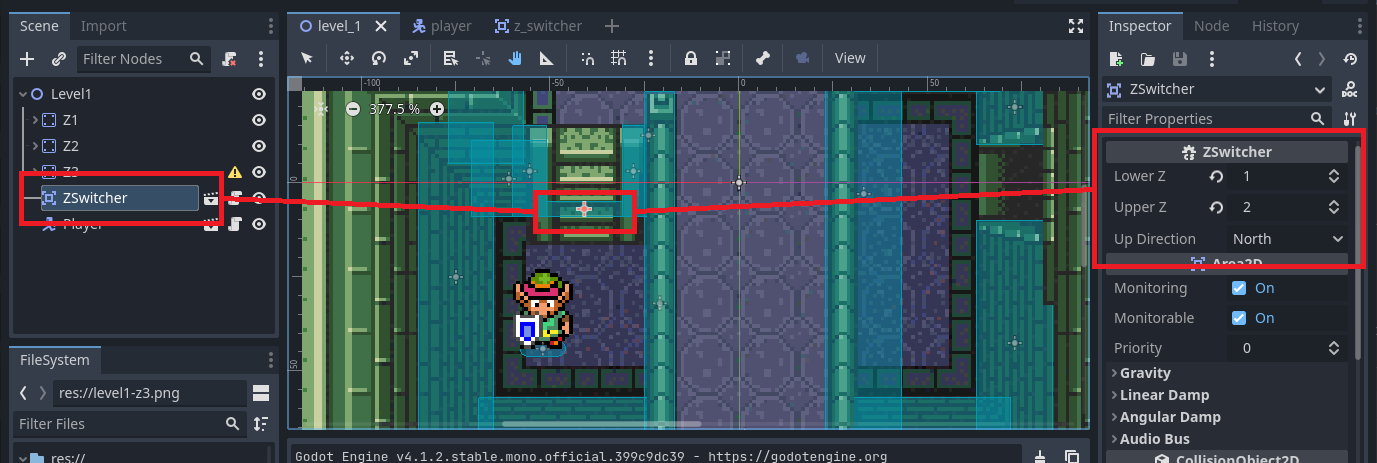 Scene Import
Filter Nodes
Level1
Z1
Z2
Z3
ZSwitcher
Player
FileSystem
res://level1-z3.png
Filter Files
res://
level_1 player z_switcher
View
-100 -50 0 50
377.5 %
0
50
Godot Engine v4.1.2.stable.mono.official.399c9dc39 - https://godotengine.org
Inspector Node History
ZSwitcher
DOC
Filter Properties
ZSwitcher
Lower Z 1
Upper Z 2
Up Direction North
Area2D
Monitoring On
Monitorable On
Priority 0
Gravity
Linear Damp
Angular Damp
Audio Bus
CollisionObject2D